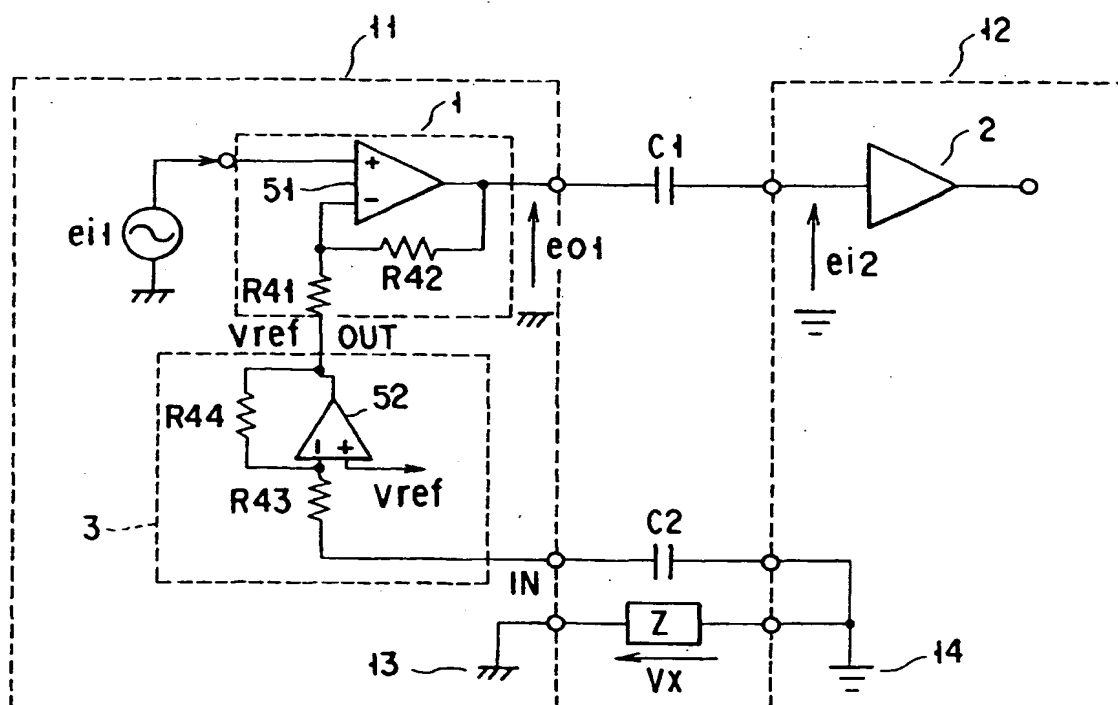 11
12
1
2
C1
+
51
-
ei1
eo1
ei2
R42
R41
Vref OUT
52
R44
- +
Vref
R43
3
C2
IN
Z
13
14
VX